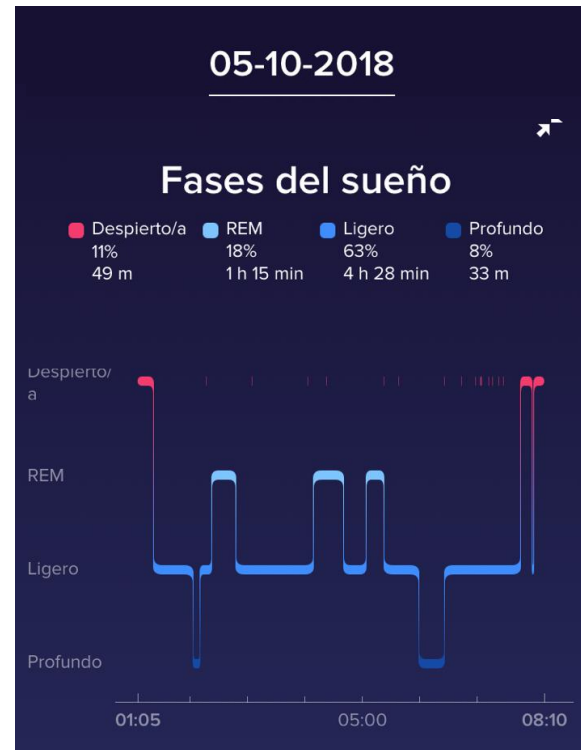 05-10-2018
Fases del sueño
Despierto/a REM Ligero Profundo
11% 18% 63% 8%
49 m 1 h 15 min 4 h 28 min 33 m
Despierto/
a
REM
Ligero
Profundo
01:05 05:00 08:10